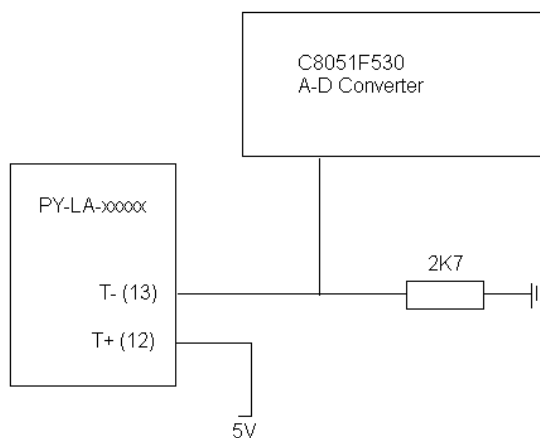 C8051F530
A-D Converter
PY-LA-xxxxx
2K7
T- (13)
T+ (12)
5V